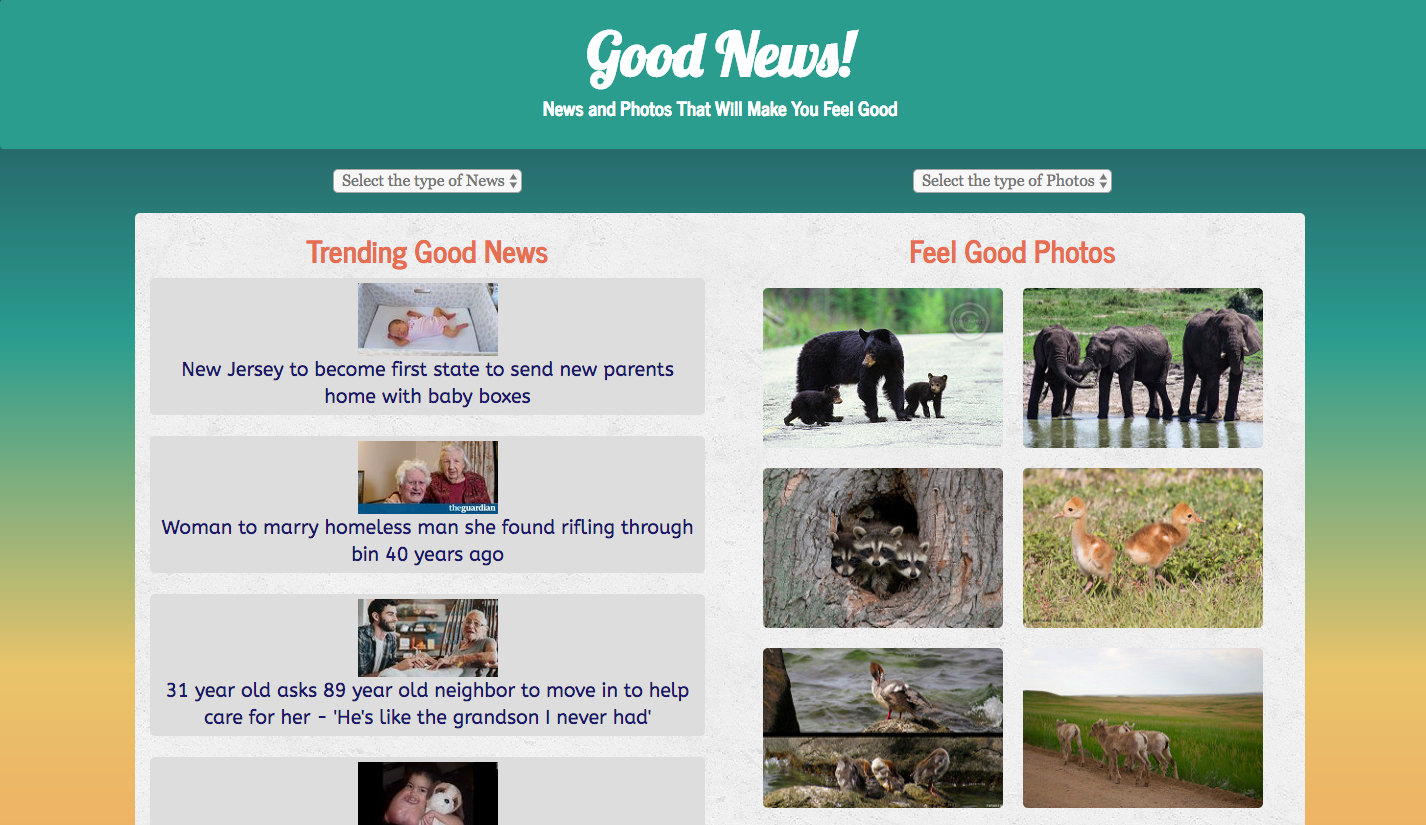 Good News!
News and Photos That Will Make You Feel Good
Select the type of News
Select the type of Photos
Trending Good News
Feel Good Photos
New Jersey to become first state to send new parents
home with baby boxes
theguardian
Woman to marry homeless man she found rifling through
bin 40 years ago
31 year old asks 89 year old neighbor to move in to help
care for her - 'He's like the grandson I never had'
©